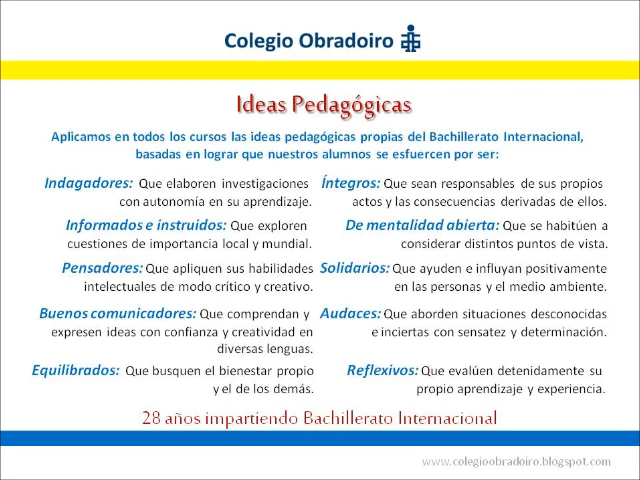 Colegio Obradoiro
Ideas Pedagógicas
Aplicamos en todos los cursos las ideas pedagógicas propias del Bachillerato Internacional,
basadas en lograr que nuestros alumnos se esfuercen por ser:
Indagadores: Que elaboren investigaciones
con autonomía en su aprendizaje.
Informados e instruidos: Que exploren
cuestiones de importancia local y mundial.
Pensadores: Que apliquen sus habilidades
intelectuales de modo crítico y creativo.
Buenos comunicadores: Que comprendan y
expresen ideas con confianza y creatividad en
diversas lenguas.
Equilibrados: Que busquen el bienestar propio
y el de los demás.
Íntegros: Que sean responsables de sus propios
actos y las consecuencias derivadas de ellos.
De mentalidad abierta: Que se habitúen a
considerar distintos puntos de vista.
Solidarios: Que ayuden e influyan positivamente
en las personas y el medio ambiente.
Audaces: Que aborden situaciones desconocidas
e inciertas con sensatez y determinación.
Reflexivos: Que evalúen detenidamente su
propio aprendizaje y experiencia.
28 años impartiendo Bachillerato Internacional
www.colegioobradoiro.blogspot.com